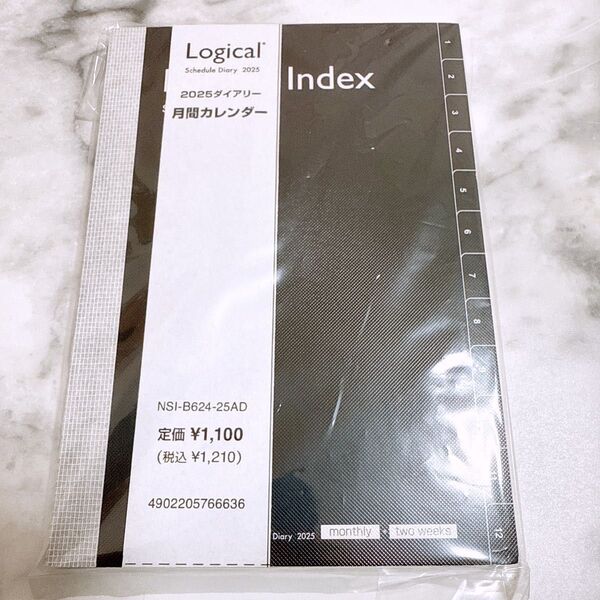 Logical
Schedule Diary 2025
2025ダイアリー
月間カレンダー
Index
NSI-B624-25AD
定価 ¥1,100
(税込 ¥1,210)
4902205766636
Diary 2025 monthly two weeks
1
2
3
4
5
6
7
8
12